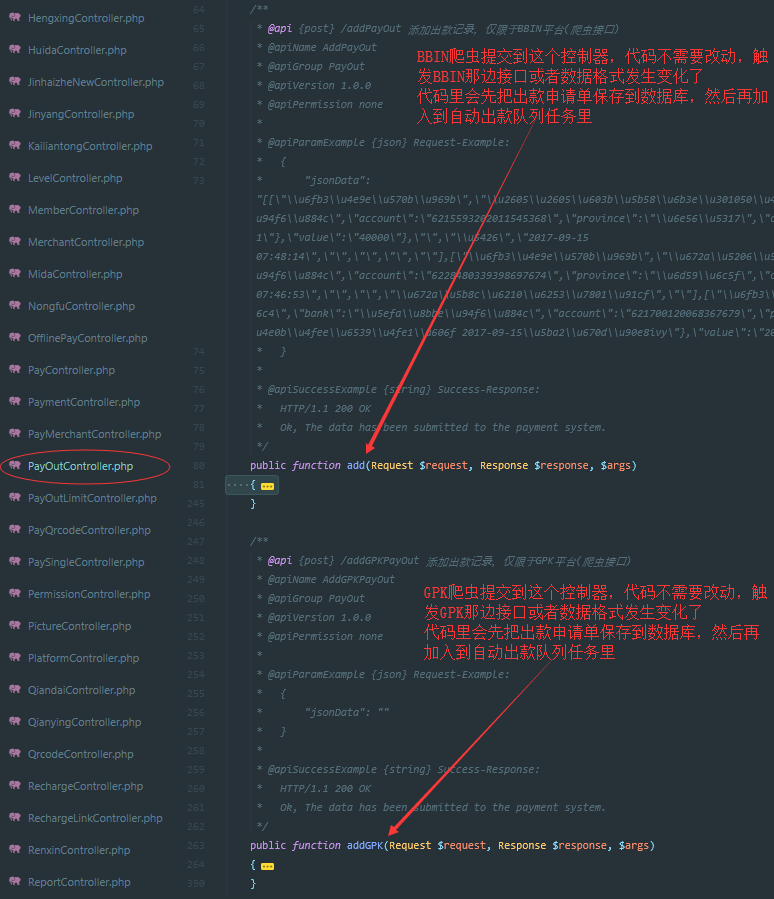 HengxingController.php
HuidaController.php
JinhaizheNewController.php
JinyangController.php
KailiantongController.php
LevelController.php
MemberController.php
MerchantController.php
MidaController.php
NongfuController.php
OfflinePayController.php
PayController.php
PaymentController.php
PayMerchantController.php
PayOutController.php
PayOutLimitController.php
PayQrcodeController.php
PaySingleController.php
PermissionController.php
PictureController.php
PlatformController.php
QiandaiController.php
QianyingController.php
QrcodeController.php
RechargeController.php
RechargeLinkController.php
RenxinController.php
ReportController.php
64 /**
65 * @api {post} /addPayOut 添加出款记录, 仅限于BBIN平台(爬虫接口)
66 * @apiName AddPayOut
67 * @apiGroup PayOut
68 * @apiVersion 1.0.0
69 * @apiPermission none
70 *
71 * @apiParamExample {json} Request-Example:
72 * {
73 "jsonData":
"[[\"\\u6fb3\\u4e9e\\u570b\\u969b\",\"\\u2605\\u2605\\u603b\\u5b58\\u6b3e\\u301050\\u4
u94f6\\u884c\",\"account\":\"6215593202011545368\",\"province\":\"\\u6e56\\u5317\",\"c
1\"},\"value\":\"40000\"},\"\",\"\\u5426\",\"2017-09-15
07:48:14\",\"\",\"\",\"\",\"\"],[\"\\u6fb3\\u4e9e\\u570b\\u969b\",\"\\u672a\\u5206\\u5
u94f6\\u884c\",\"account\":\"6228480339398697674\",\"province\":\"\\u6d59\\u6c5f\",\"
07:46:53\",\"\",\"\",\"\\u672a\\u5b8c\\u6210\\u6253\\u7801\\u91cf\",\"\"],[\"\\u6fb3\
6c4\",\"bank\":\"\\u5efa\\u8bbe\\u94f6\\u884c\",\"account\":\"621700120068367679\",\"p
u4e0b\\u4fee\\u6539\\u4fe1\\u606f 2017-09-15\\u5ba2\\u670d\\u90e8ivy\"},\"value\":\"20
74 * }
75 *
76 * @apiSuccessExample {string} Success-Response:
77 * HTTP/1.1 200 OK
78 * Ok, The data has been submitted to the payment system.
79 */
80 public function add(Request $request, Response $response, $args)
81 {
245 }
246
247 /**
248 * @api {post} /addGPKPayOut 添加出款记录, 仅限于GPK平台(爬虫接口)
249 * @apiName AddGPKPayOut
250 * @apiGroup PayOut
251 * @apiVersion 1.0.0
252 * @apiPermission none
253 *
254 * @apiParamExample {json} Request-Example:
255 * {
256 * "jsonData": ""
257 * }
258 *
259 * @apiSuccessExample {string} Success-Response:
260 * HTTP/1.1 200 OK
261 * Ok, The data has been submitted to the payment system.
262 */
263 public function addGPK(Request $request, Response $response, $args)
264 {
350 }
BBIN爬虫提交到这个控制器, 代码不需要改动, 触
发BBIN那边接口或者数据格式发生变化了
代码里会先把出款申请单保存到数据库, 然后再加
入到自动出款队列任务里
GPK爬虫提交到这个控制器, 代码不需要改动, 触
发GPK那边接口或者数据格式发生变化了
代码里会先把出款申请单保存到数据库, 然后再
加入到自动出款队列任务里